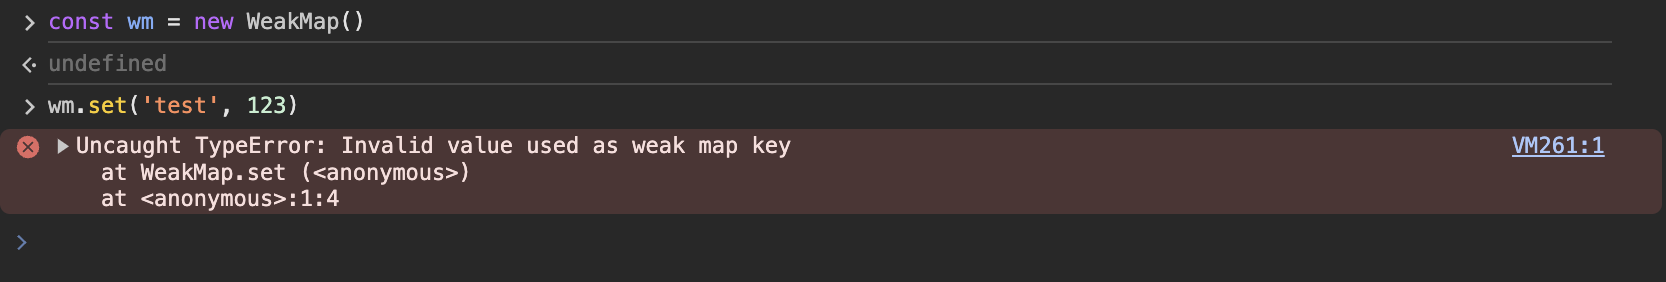 > const wm = new WeakMap()
undefined
> wm.set('test', 123)
Uncaught TypeError: Invalid value used as weak map key VM261:1
at WeakMap.set (<anonymous>)
at <anonymous>:1:4
>